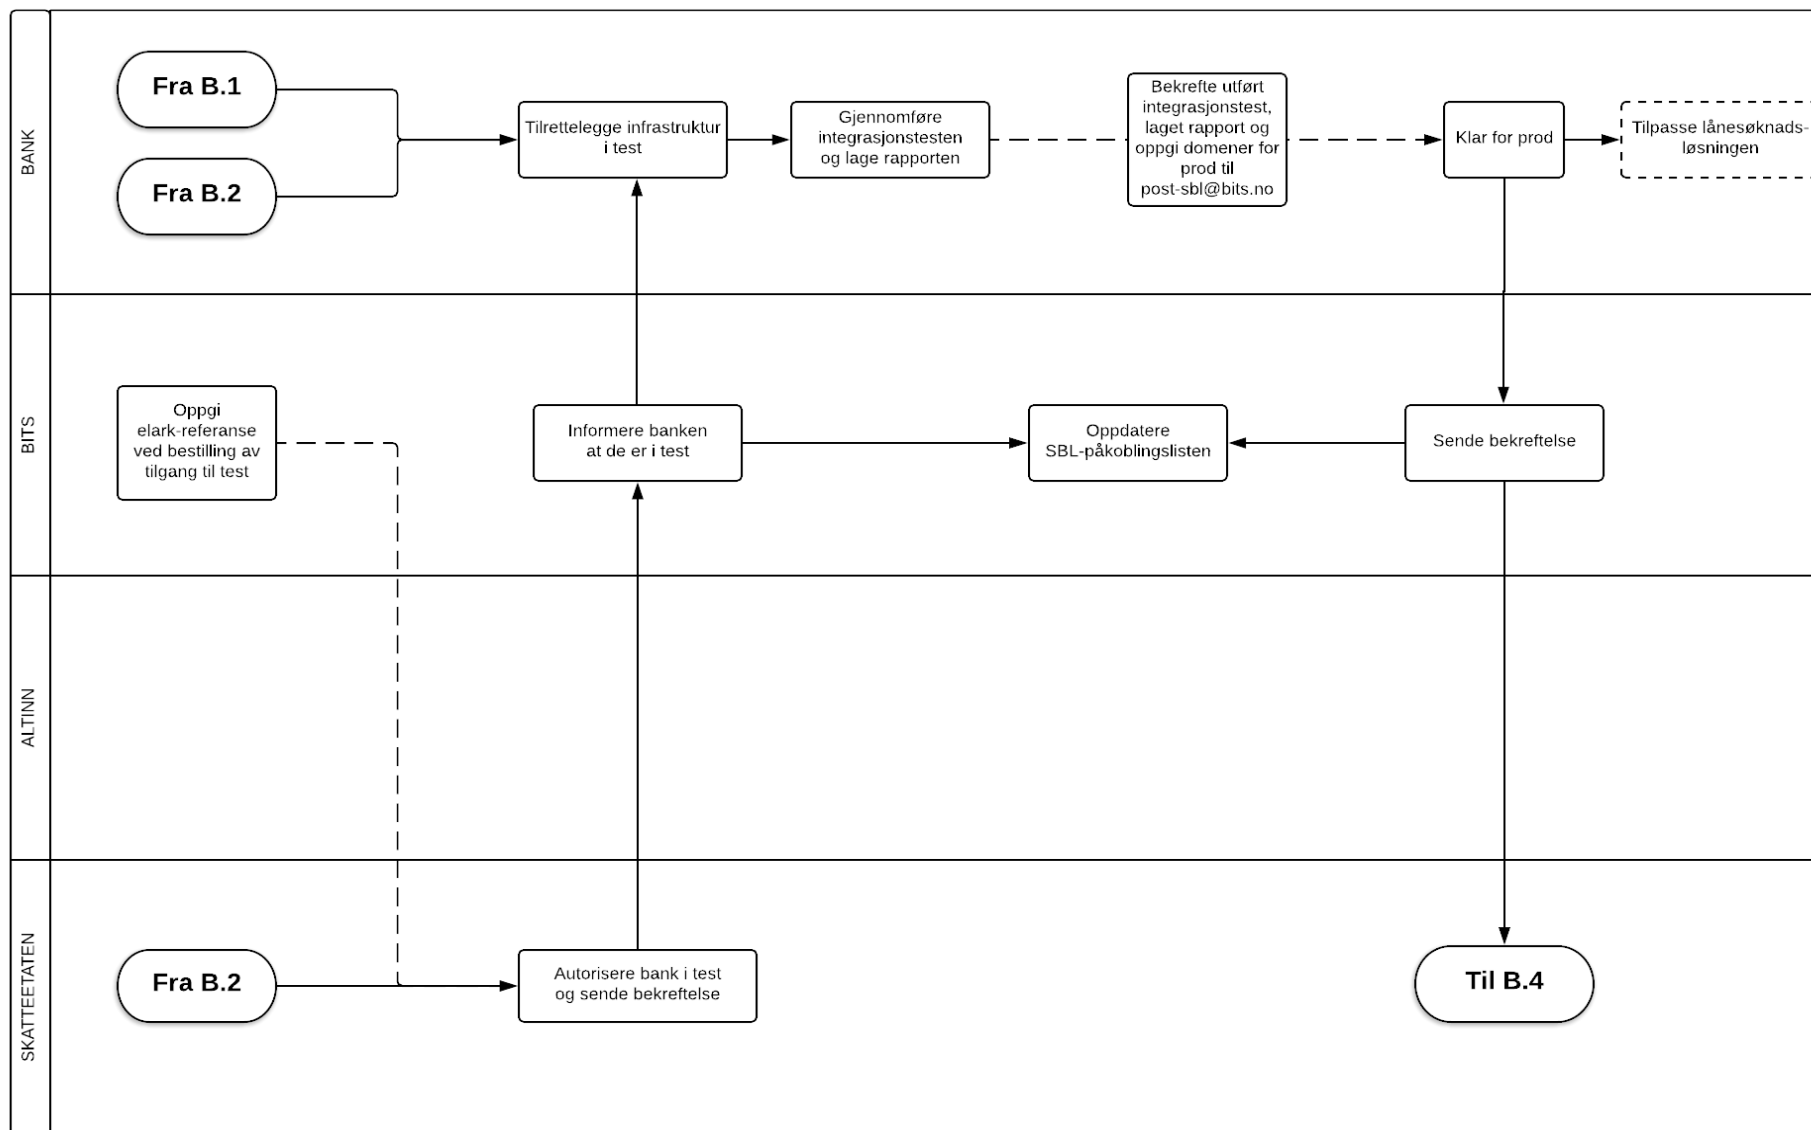 BANK
Fra B.1
Fra B.2
Tilrettelegge infrastruktur
i test
Gjennomføre
integrasjonstesten
og lage rapporten
Bekrefte utført
integrasjonstest,
laget rapport og
oppgi domener for
prod til
post-sbl@bits.no
Klar for prod
Tilpasse lånesøknads-
løsningen
BITS
Oppgi
elark-referanse
ved bestilling av
tilgang til test
Informere banken
at de er i test
Oppdatere
SBL-påkoblingslisten
Sende bekreftelse
ALTINN
SKATTEETATEN
Fra B.2
Autorisere bank i test
og sende bekreftelse
Til B.4